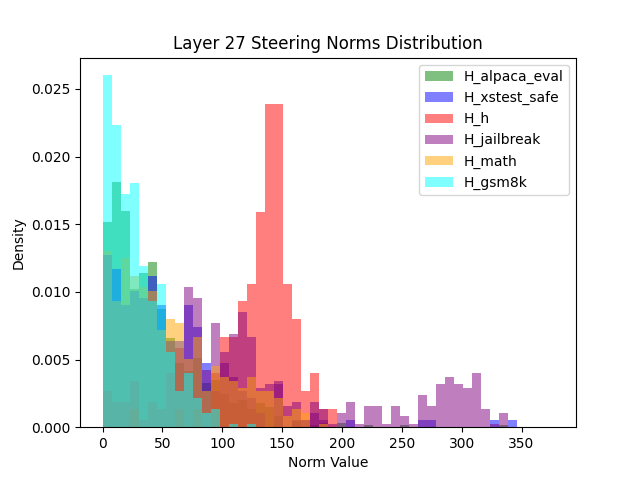 Layer 27 Steering Norms Distribution
H_alpaca_eval
H_xstest_safe
H_h
H_jailbreak
H_math
H_gsm8k
Density
0.025
0.020
0.015
0.010
0.005
0.000
0 50 100 150 200 250 300 350
Norm Value